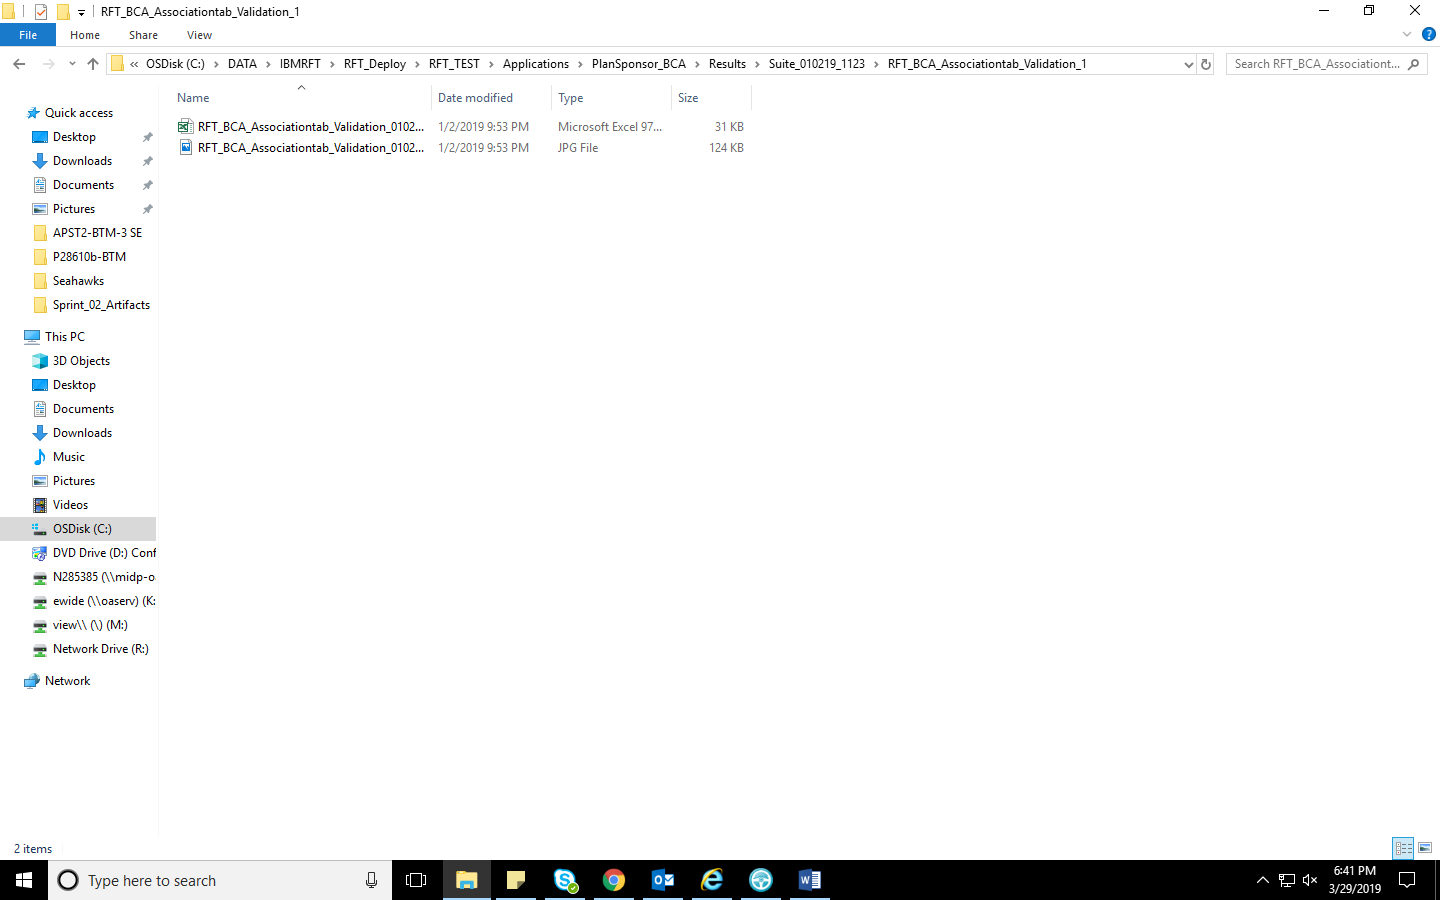 RFT_BCA_Associationtab_Validation_1
File Home Share View
« OSDisk (C:) > DATA > IBMRFT > RFT_Deploy > RFT_TEST > Applications > PlanSponsor_BCA > Results > Suite_010219_1123 > RFT_BCA_Associationtab_Validation_1
Search RFT_BCA_Associationt...
Name Date modified Type Size
RFT_BCA_Associationtab_Validation_0102... 1/2/2019 9:53 PM Microsoft Excel 97... 31 KB
RFT_BCA_Associationtab_Validation_0102... 1/2/2019 9:53 PM JPG File 124 KB
Quick access
Desktop
Downloads
Documents
Pictures
APST2-BTM-3 SE
P28610b-BTM
Seahawks
Sprint_02_Artifacts
This PC
3D Objects
Desktop
Documents
Downloads
Music
Pictures
Videos
OSDisk (C:)
DVD Drive (D:) Conf
N285385 (\\midp-o
ewide (\\oaserv) (K:
view\\ (\) (M:)
Network Drive (R:)
Network
2 items
Type here to search
6:41 PM
3/29/2019